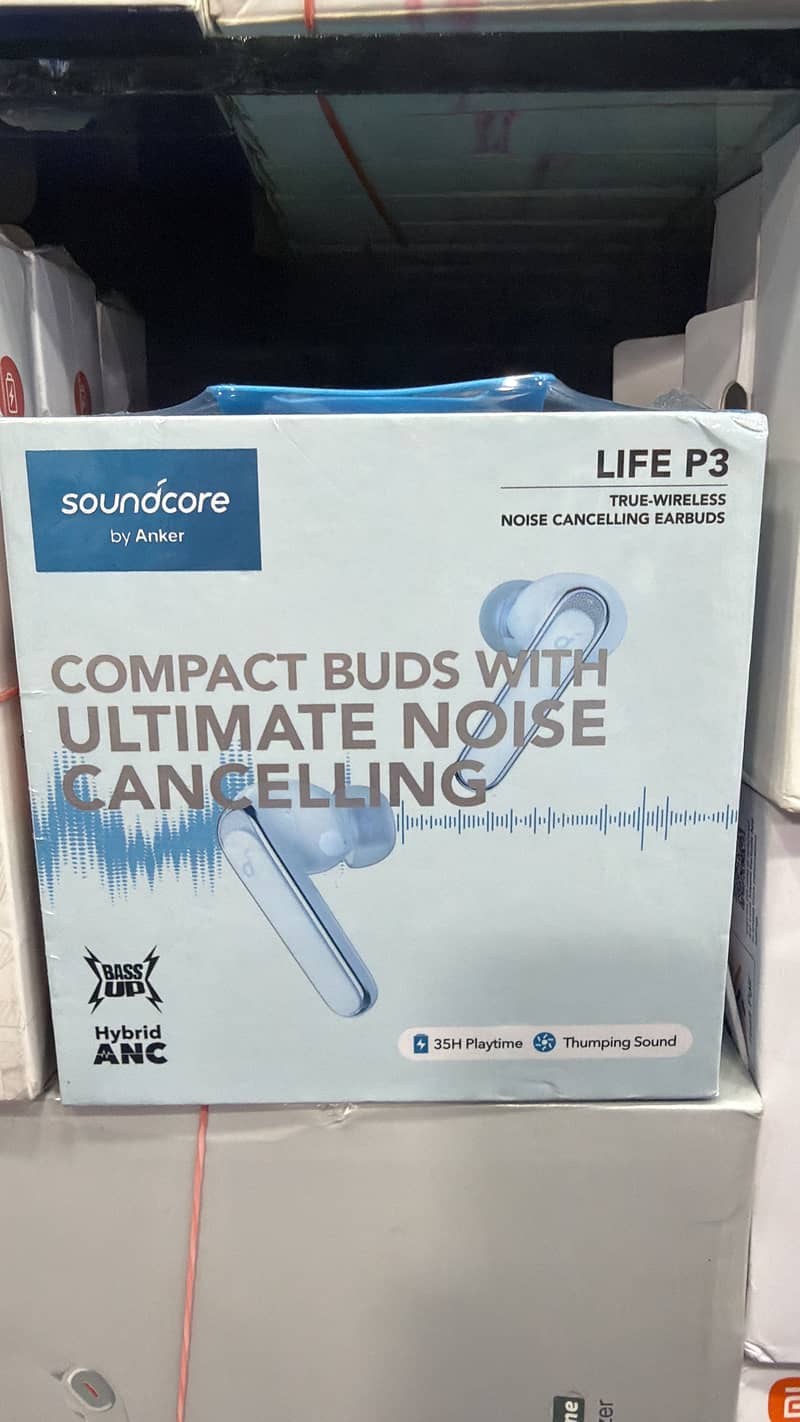 soundcore
by Anker
LIFE P3
TRUE-WIRELESS
NOISE CANCELLING EARBUDS
COMPACT BUDS WITH
ULTIMATE NOISE
CANCELLING
BASS
UP
Hybrid
ANC
35H Playtime
Thumping Sound